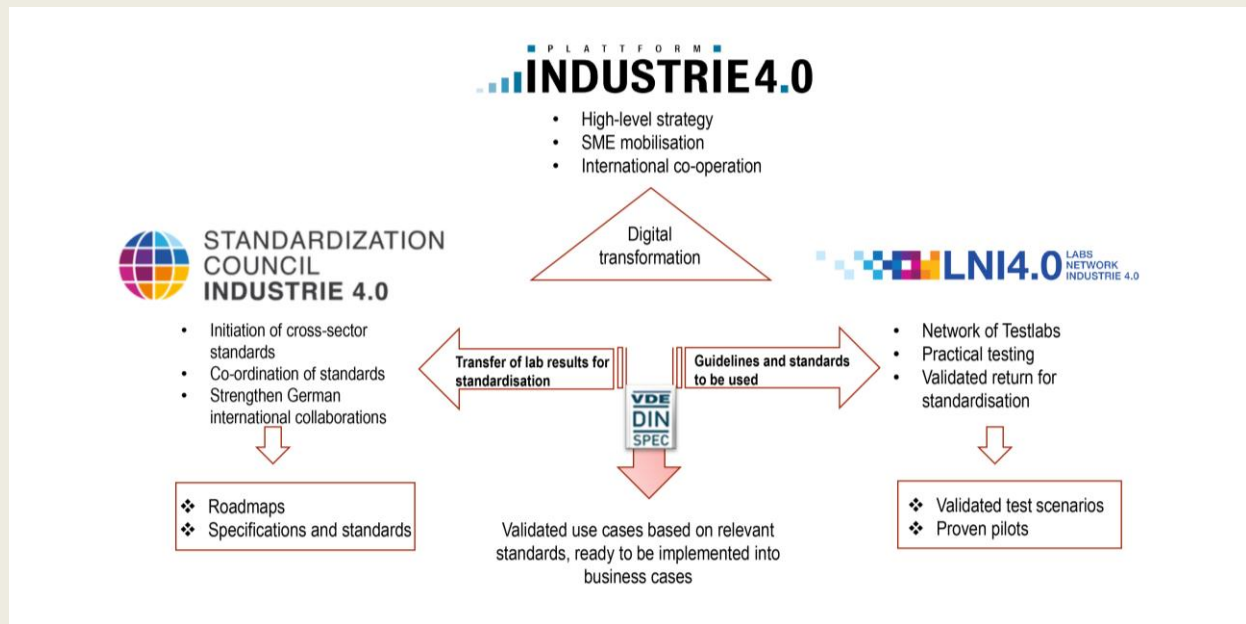 PLATTFORM
INDUSTRIE4.0
• High-level strategy
• SME mobilisation
• International co-operation
Digital
transformation
STANDARDIZATION
COUNCIL
INDUSTRIE 4.0
• Initiation of cross-sector
standards
• Co-ordination of standards
• Strengthen German
international collaborations
LNI4.0
LABS
NETWORK
INDUSTRIE 4.0
• Network of Testlabs
• Practical testing
• Validated return for
standardisation
Transfer of lab results for
standardisation
Guidelines and standards
to be used
VDE
DIN
SPEC
❖ Roadmaps
❖ Specifications and standards
Validated use cases based on relevant
standards, ready to be implemented into
business cases
❖ Validated test scenarios
❖ Proven pilots